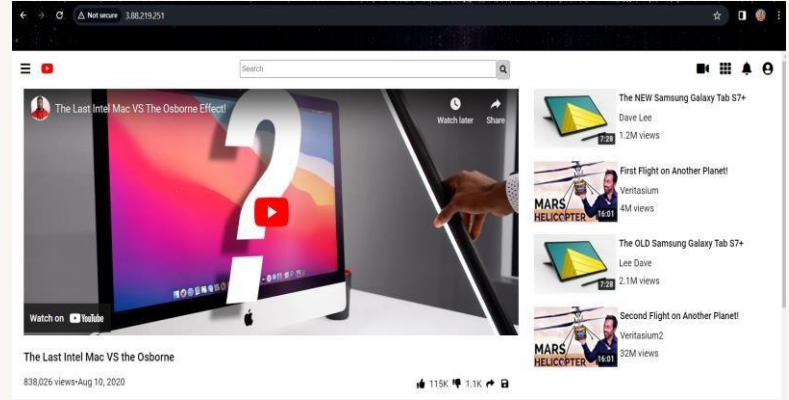 Not secure 3.88.219.251
Search
The Last Intel Mac VS The Osborne Effect!
Watch later Share
?
Watch on YouTube
The Last Intel Mac VS the Osborne
838,026 views•Aug 10, 2020
115K 1.1K
The NEW Samsung Galaxy Tab S7+
Dave Lee
1.2M views
7:28
First Flight on Another Planet!
Veritasium
4M views
MARS
HELICOPTER 16:01
The OLD Samsung Galaxy Tab S7+
Lee Dave
2.1M views
7:28
Second Flight on Another Planet!
Veritasium2
32M views
MARS
HELICOPTER 16:01